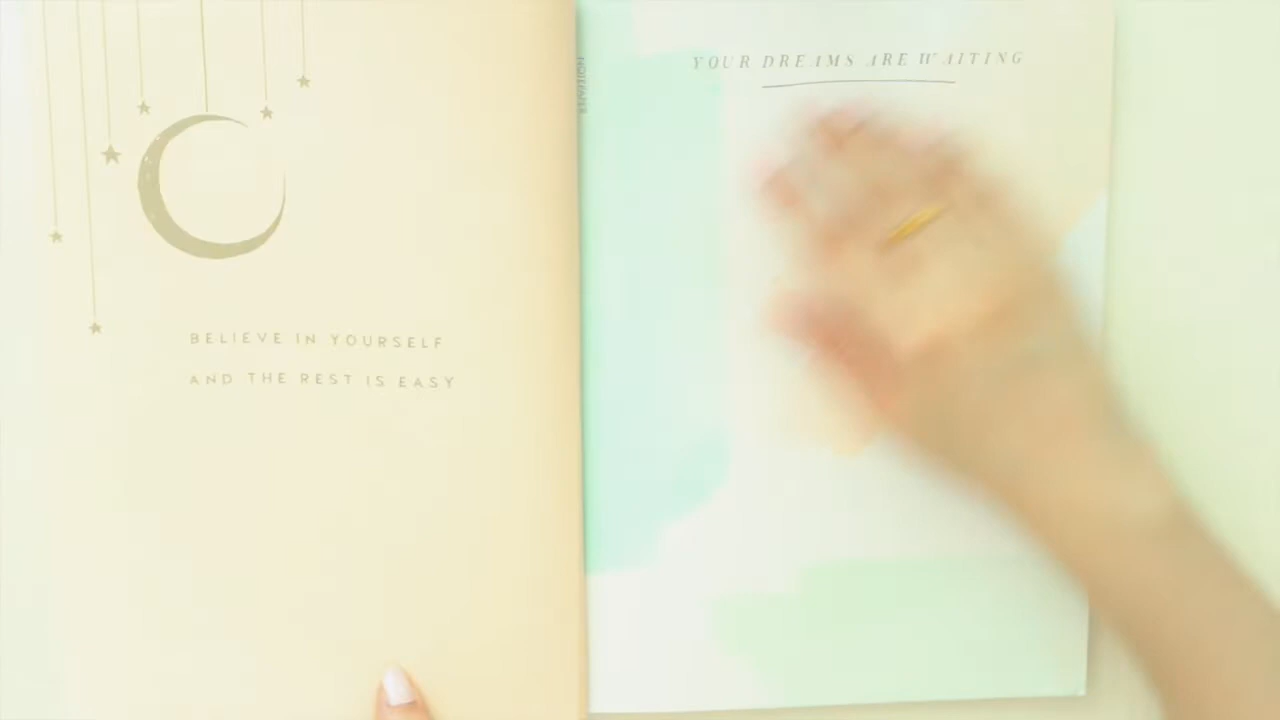 BELIEVE IN YOURSELF
AND THE REST IS EASY
YOUR DREAMS ARE WAITING